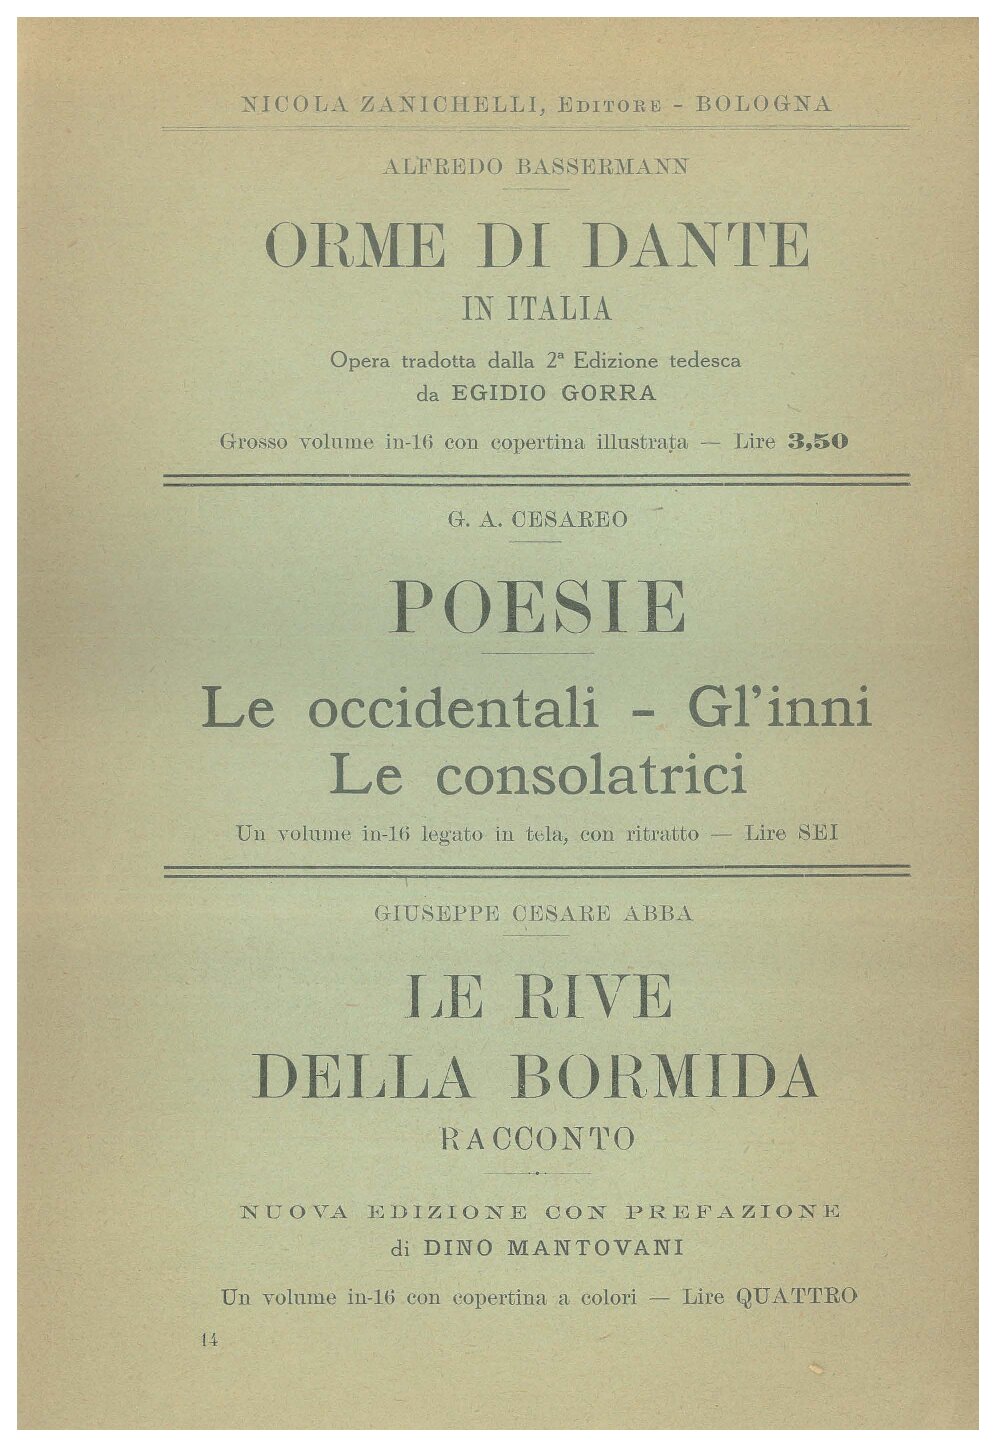 NICOLA ZANICHELLI, EDITORE - BOLOGNA
ALFREDO BASSERMANN
ORME DI DANTE
IN ITALIA
Opera tradotta dalla 2ª Edizione tedesca
da EGIDIO GORRA
Grosso volume in-16 con copertina illustrata — Lire 3,50
G. A. CESAREO
POESIE
Le occidentali - Gl'inni
Le consolatrici
Un volume in-16 legato in tela, con ritratto — Lire SEI
GIUSEPPE CESARE ABBA
LE RIVE
DELLA BORMIDA
RACCONTO
NUOVA EDIZIONE CON PREFAZIONE
di DINO MANTOVANI
Un volume in-16 con copertina a colori — Lire QUATTRO
14